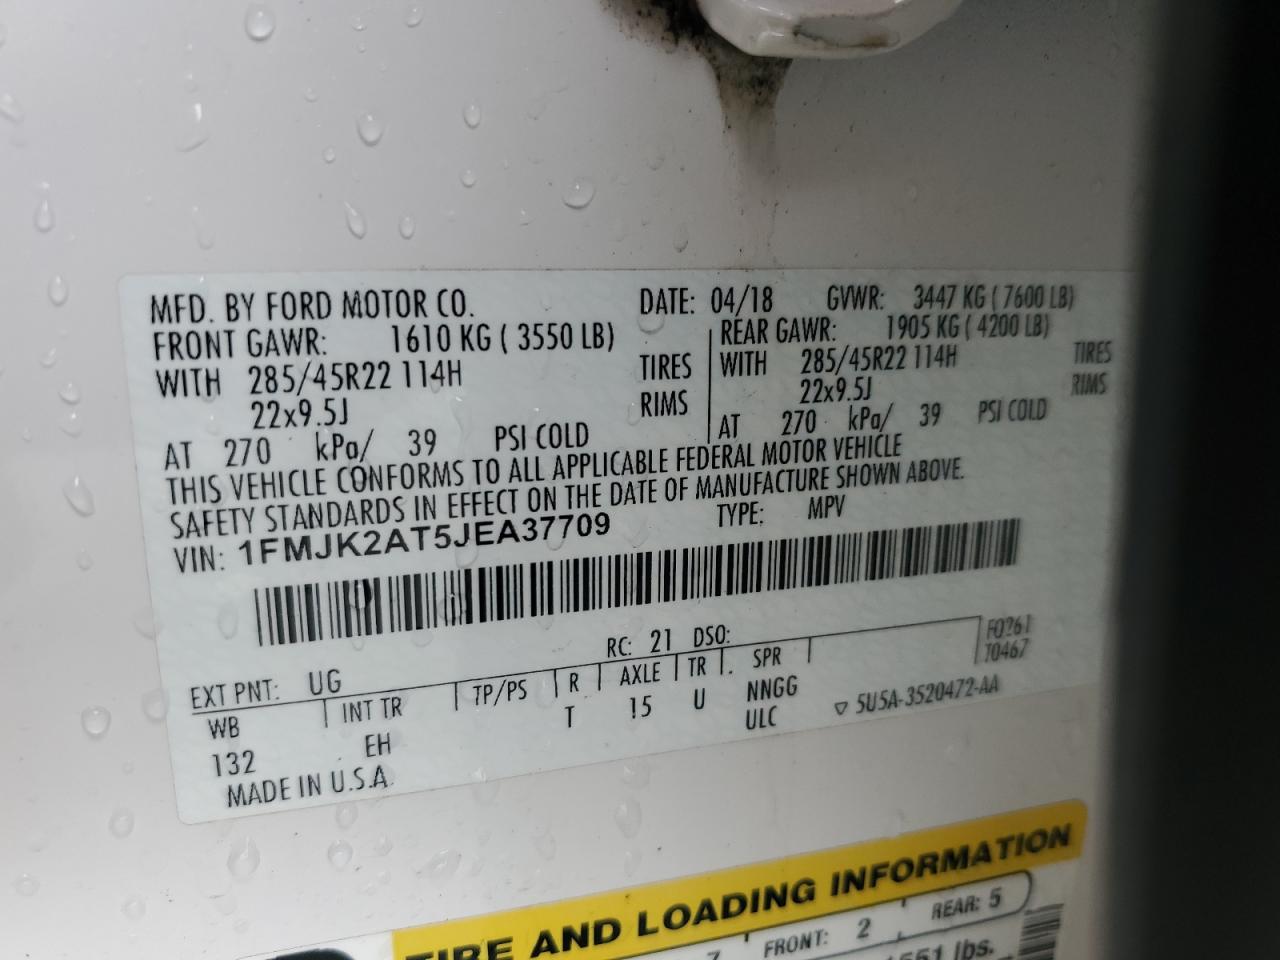 MFD. BY FORD MOTOR CO. DATE: 04/18 GVWR: 3447 KG ( 7600 LB)
FRONT GAWR: 1610 KG ( 3550 LB) REAR GAWR: 1905 KG ( 4200 LB)
WITH 285/45R22 114H TIRES WITH 285/45R22 114H TIRES
22x9.5J RIMS 22x9.5J RIMS
AT 270 kPa/ 39 PSI COLD AT 270 kPa/ 39 PSI COLD
THIS VEHICLE CONFORMS TO ALL APPLICABLE FEDERAL MOTOR VEHICLE
SAFETY STANDARDS IN EFFECT ON THE DATE OF MANUFACTURE SHOWN ABOVE.
VIN: 1FMJK2AT5JEA37709 TYPE: MPV
F0261
RC: 21 DSO: T0467
EXT PNT: UG
WB INT TR TP/PS R AXLE TR SPR
132 EH T 15 U NNGG
ULC ▽ 5U5A-3520472-AA
MADE IN U.S.A.
TIRE AND LOADING INFORMATION
7 FRONT: 2 REAR: 5
lbs.